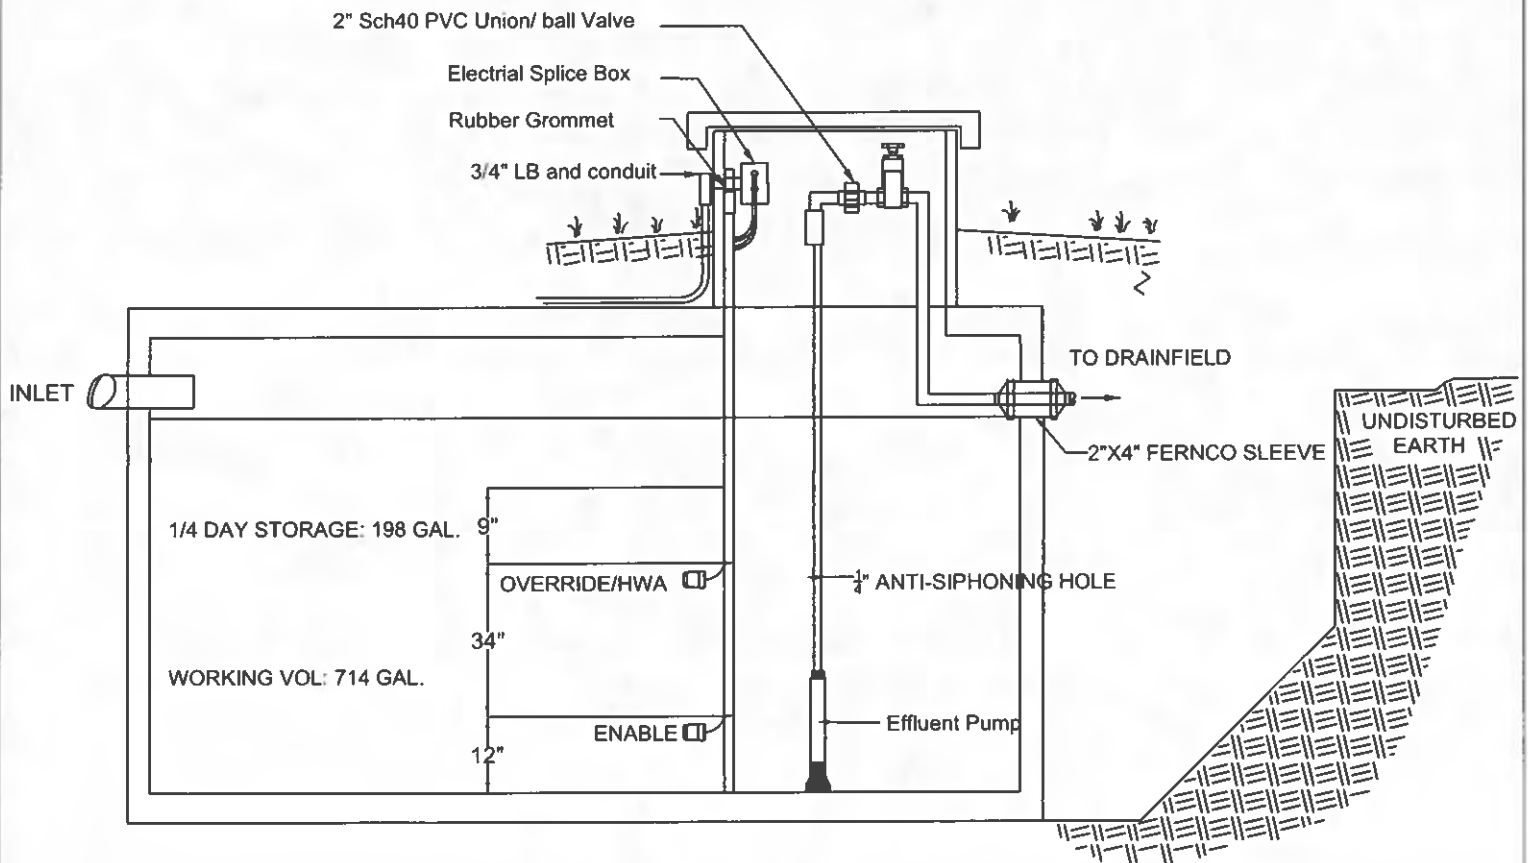 2" Sch40 PVC Union/ ball Valve
Electrial Splice Box
Rubber Grommet
3/4" LB and conduit
INLET
TO DRAINFIELD
UNDISTURBED
EARTH
2"X4" FERNCO SLEEVE
1/4 DAY STORAGE: 198 GAL.
9"
OVERRIDE/HWA
1/4" ANTI-SIPHONING HOLE
34"
WORKING VOL: 714 GAL.
ENABLE
Effluent Pump
12"